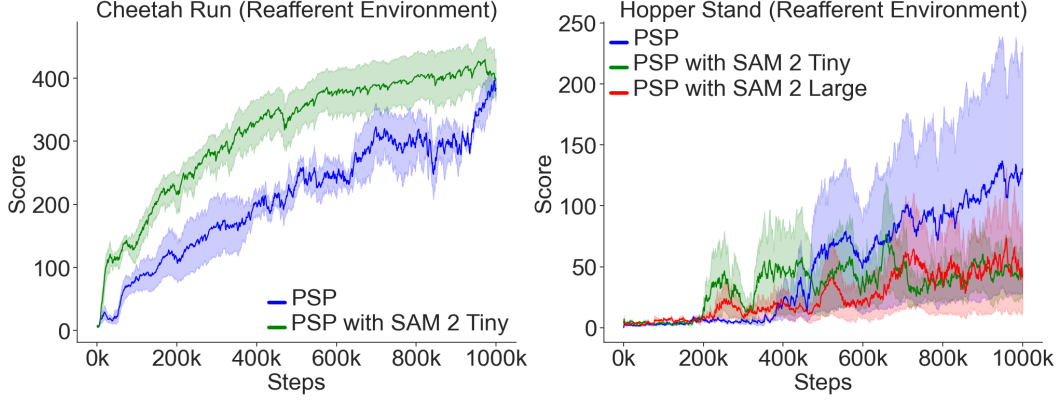 Cheetah Run (Reafferent Environment)
Score
400
300
200
100
0
PSP
PSP with SAM 2 Tiny
0k
200k
400k
600k
800k
1000k
Steps
Hopper Stand (Reafferent Environment)
Score
250
200
150
100
50
0
PSP
PSP with SAM 2 Tiny
PSP with SAM 2 Large
0k
200k
400k
600k
800k
1000k
Steps